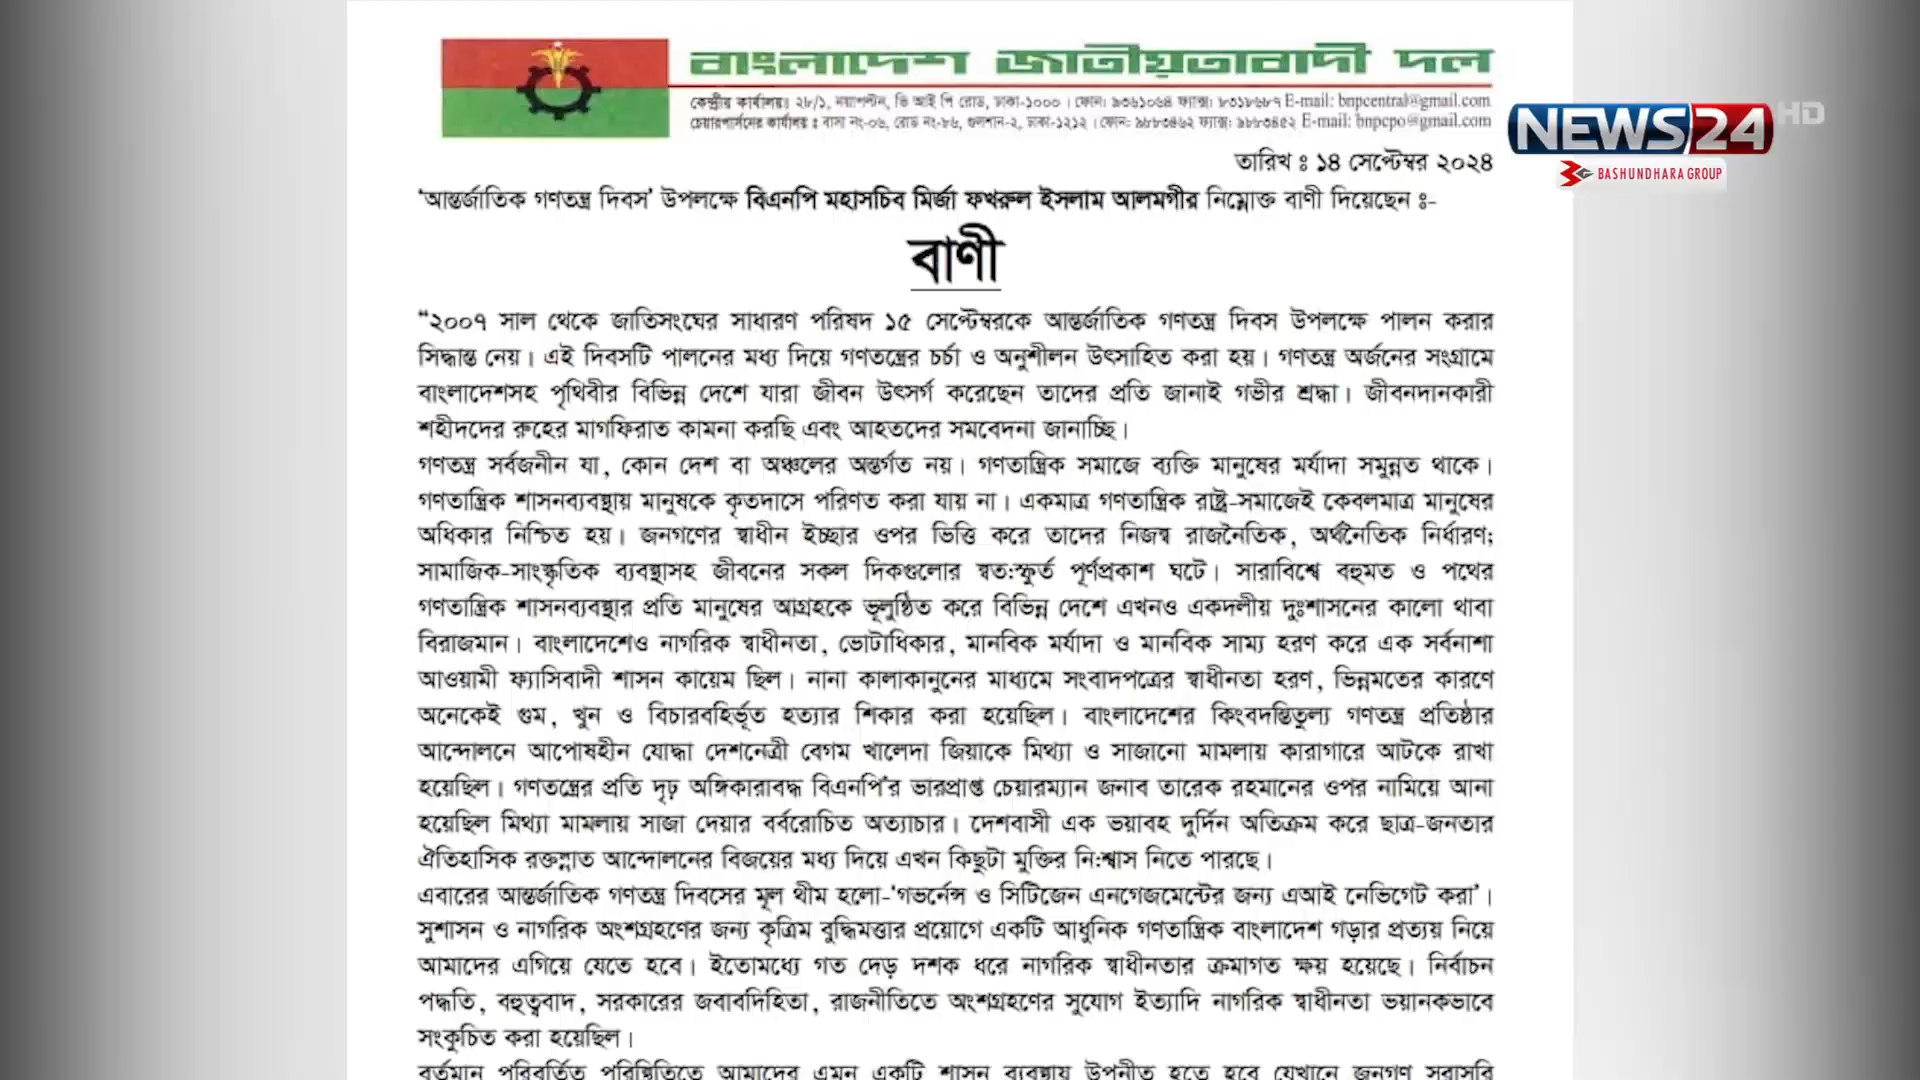 বাংলাদেশ জাতীয়তাবাদী দল
কেন্দ্রীয় কার্যালয়ঃ ২৮/১, নয়াপল্টন, ভি আই পি রোড, ঢাকা-১০০০ । ফোন: ৯৩৬১০৬৪ ফ্যাক্স: ৮৩১৮৬৮৭ E-mail: bnpcentral@gmail.com
চেয়ারপার্সনের কার্যালয় ঃ বাসা নং-০৬, রোড নং-৮৬, গুলশান-২, ঢাকা-১২১২ । ফোন: ৯৮৮৩৪৬২ ফ্যাক্স: ৯৮৮৩৪৫২ E-mail: bnpcpo@gmail.com
NEWS24 HD
BASHUNDHARA GROUP
তারিখ ঃ ১৪ সেপ্টেম্বর ২০২৪
‘আন্তর্জাতিক গণতন্ত্র দিবস’ উপলক্ষে বিএনপি মহাসচিব মির্জা ফখরুল ইসলাম আলমগীর নিম্নোক্ত বাণী দিয়েছেন ঃ-
বাণী
“২০০৭ সাল থেকে জাতিসংঘের সাধারণ পরিষদ ১৫ সেপ্টেম্বরকে আন্তর্জাতিক গণতন্ত্র দিবস উপলক্ষে পালন করার
সিদ্ধান্ত নেয়। এই দিবসটি পালনের মধ্য দিয়ে গণতন্ত্রের চর্চা ও অনুশীলন উৎসাহিত করা হয়। গণতন্ত্র অর্জনের সংগ্রামে
বাংলাদেশসহ পৃথিবীর বিভিন্ন দেশে যারা জীবন উৎসর্গ করেছেন তাদের প্রতি জানাই গভীর শ্রদ্ধা। জীবনদানকারী
শহীদদের রুহের মাগফিরাত কামনা করছি এবং আহতদের সমবেদনা জানাচ্ছি।
গণতন্ত্র সর্বজনীন যা, কোন দেশ বা অঞ্চলের অন্তর্গত নয়। গণতান্ত্রিক সমাজে ব্যক্তি মানুষের মর্যাদা সমুন্নত থাকে।
গণতান্ত্রিক শাসনব্যবস্থায় মানুষকে কৃতদাসে পরিণত করা যায় না। একমাত্র গণতান্ত্রিক রাষ্ট্র-সমাজেই কেবলমাত্র মানুষের
অধিকার নিশ্চিত হয়। জনগণের স্বাধীন ইচ্ছার ওপর ভিত্তি করে তাদের নিজস্ব রাজনৈতিক, অর্থনৈতিক নির্ধারণ;
সামাজিক-সাংস্কৃতিক ব্যবস্থাসহ জীবনের সকল দিকগুলোর স্বত:স্ফুর্ত পূর্ণপ্রকাশ ঘটে। সারাবিশ্বে বহুমত ও পথের
গণতান্ত্রিক শাসনব্যবস্থার প্রতি মানুষের আগ্রহকে ভূলুন্ঠিত করে বিভিন্ন দেশে এখনও একদলীয় দুঃশাসনের কালো থাবা
বিরাজমান। বাংলাদেশেও নাগরিক স্বাধীনতা, ভোটাধিকার, মানবিক মর্যাদা ও মানবিক সাম্য হরণ করে এক সর্বনাশা
আওয়ামী ফ্যাসিবাদী শাসন কায়েম ছিল। নানা কালাকানুনের মাধ্যমে সংবাদপত্রের স্বাধীনতা হরণ, ভিন্নমতের কারণে
অনেকেই গুম, খুন ও বিচারবহির্ভূত হত্যার শিকার করা হয়েছিল। বাংলাদেশের কিংবদন্তিতুল্য গণতন্ত্র প্রতিষ্ঠার
আন্দোলনে আপোষহীন যোদ্ধা দেশনেত্রী বেগম খালেদা জিয়াকে মিথ্যা ও সাজানো মামলায় কারাগারে আটকে রাখা
হয়েছিল। গণতন্ত্রের প্রতি দৃঢ় অঙ্গিকারাবদ্ধ বিএনপি’র ভারপ্রাপ্ত চেয়ারম্যান জনাব তারেক রহমানের ওপর নামিয়ে আনা
হয়েছিল মিথ্যা মামলায় সাজা দেয়ার বর্বরোচিত অত্যাচার। দেশবাসী এক ভয়াবহ দুর্দিন অতিক্রম করে ছাত্র-জনতার
ঐতিহাসিক রক্তস্নাত আন্দোলনের বিজয়ের মধ্য দিয়ে এখন কিছুটা মুক্তির নি:শ্বাস নিতে পারছে।
এবারের আন্তর্জাতিক গণতন্ত্র দিবসের মূল থীম হলো-‘গভর্নেন্স ও সিটিজেন এনগেজমেন্টের জন্য এআই নেভিগেট করা’।
সুশাসন ও নাগরিক অংশগ্রহণের জন্য কৃত্রিম বুদ্ধিমত্তার প্রয়োগে একটি আধুনিক গণতান্ত্রিক বাংলাদেশ গড়ার প্রত্যয় নিয়ে
আমাদের এগিয়ে যেতে হবে। ইতোমধ্যে গত দেড় দশক ধরে নাগরিক স্বাধীনতার ক্রমাগত ক্ষয় হয়েছে। নির্বাচন
পদ্ধতি, বহুত্ববাদ, সরকারের জবাবদিহিতা, রাজনীতিতে অংশগ্রহণের সুযোগ ইত্যাদি নাগরিক স্বাধীনতা ভয়ানকভাবে
সংকুচিত করা হয়েছিল।
বর্তমান পরিবর্তিত পরিস্থিতিতে আমাদের এমন একটি শাসন ব্যবস্থায় উপনীত হতে হবে যেখানে জনগণ সরাসরি